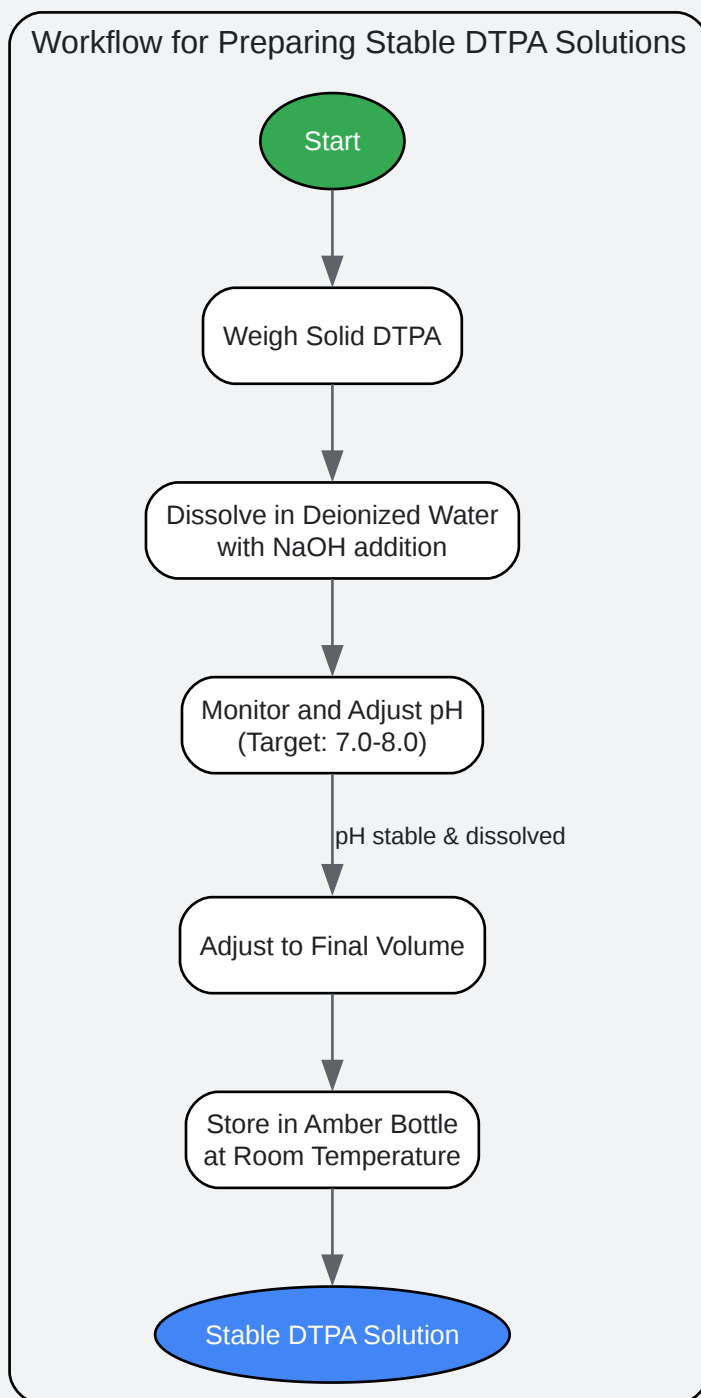 Workflow for Preparing Stable DTPA Solutions
Start
Weigh Solid DTPA
Dissolve in Deionized Water
with NaOH addition
Monitor and Adjust pH
(Target: 7.0-8.0)
pH stable & dissolved
Adjust to Final Volume
Store in Amber Bottle
at Room Temperature
Stable DTPA Solution